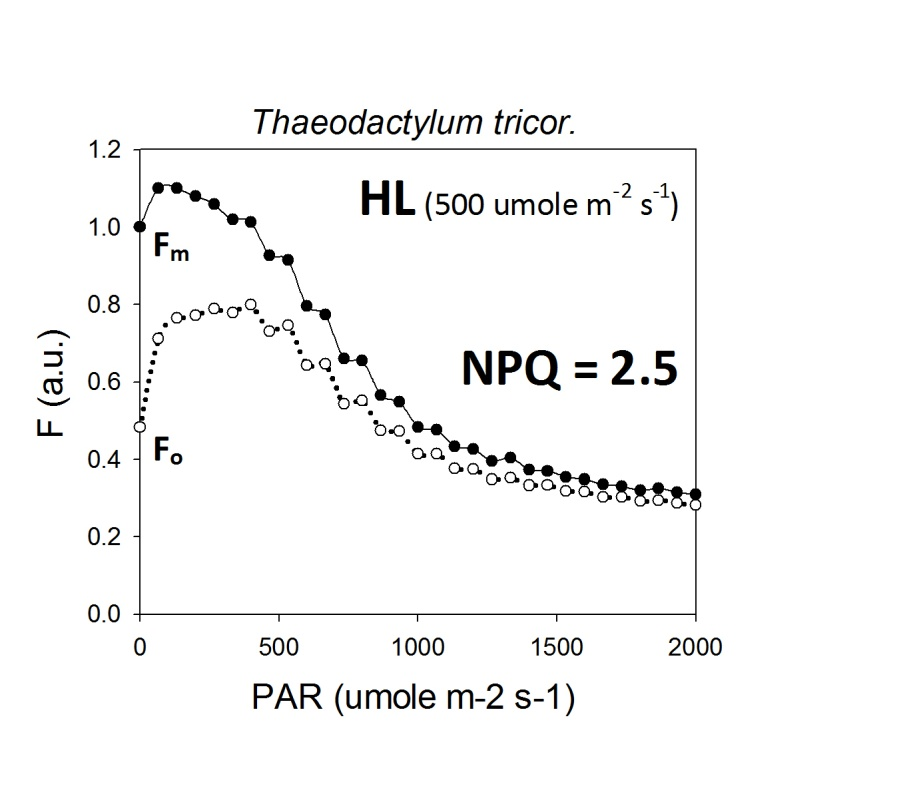 Thaeodactylum tricor.
HL (500 umole m⁻² s⁻¹)
NPQ = 2.5
Fₘ
Fₒ
F (a.u.)
1.2
1.0
0.8
0.6
0.4
0.2
0.0
0 500 1000 1500 2000
PAR (umole m-2 s-1)